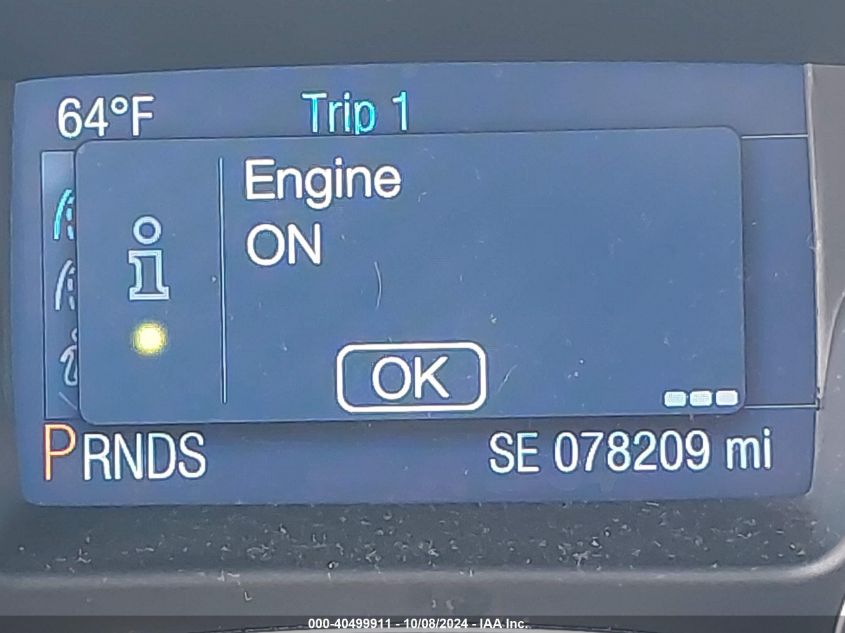 64°F Trip 1
Engine
ON
OK
PRNDS SE 078209 mi
000-40499911 - 10/08/2024 - IAA Inc.